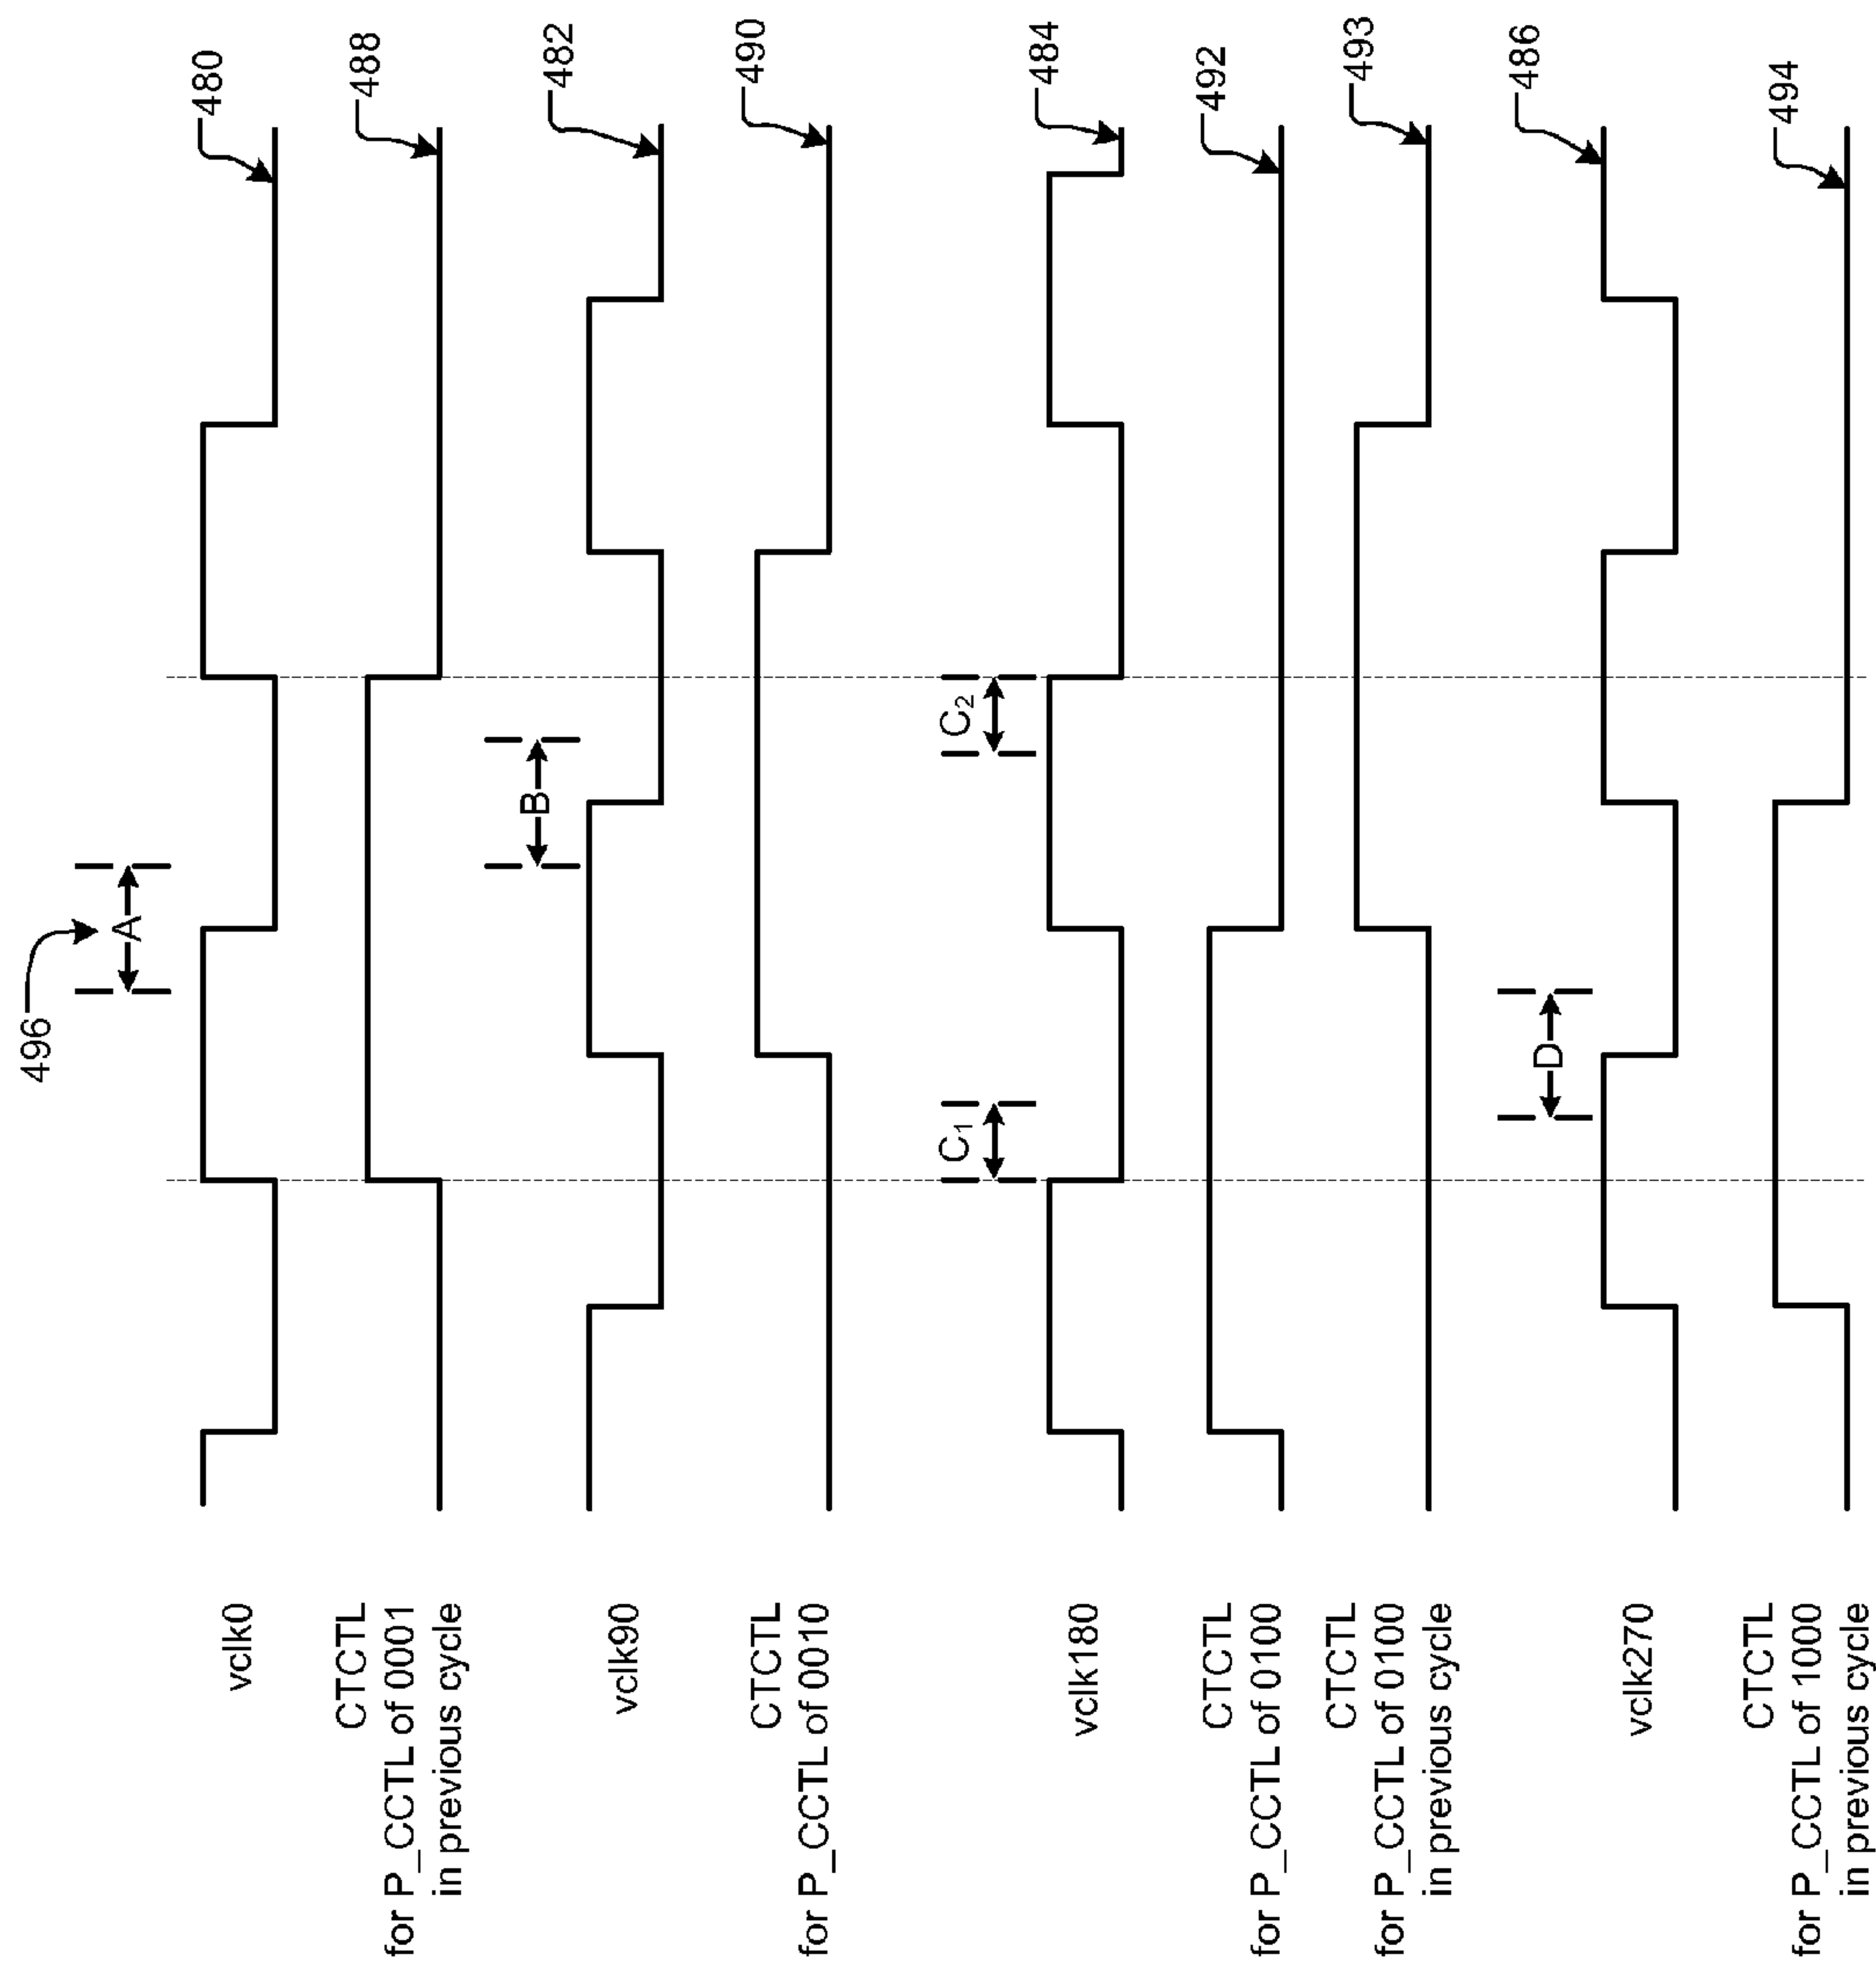 496
A
vclk0
480
CTCTL
for P_CCTL of 0001
in previous cycle
488
B
vclk90
482
CTCTL
for P_CCTL of 0010
490
C1
C2
vclk180
484
CTCTL
for P_CCTL of 0100
492
CTCTL
for P_CCTL of 0100
in previous cycle
493
D
vclk270
486
CTCTL
for P_CCTL of 1000
in previous cycle
494